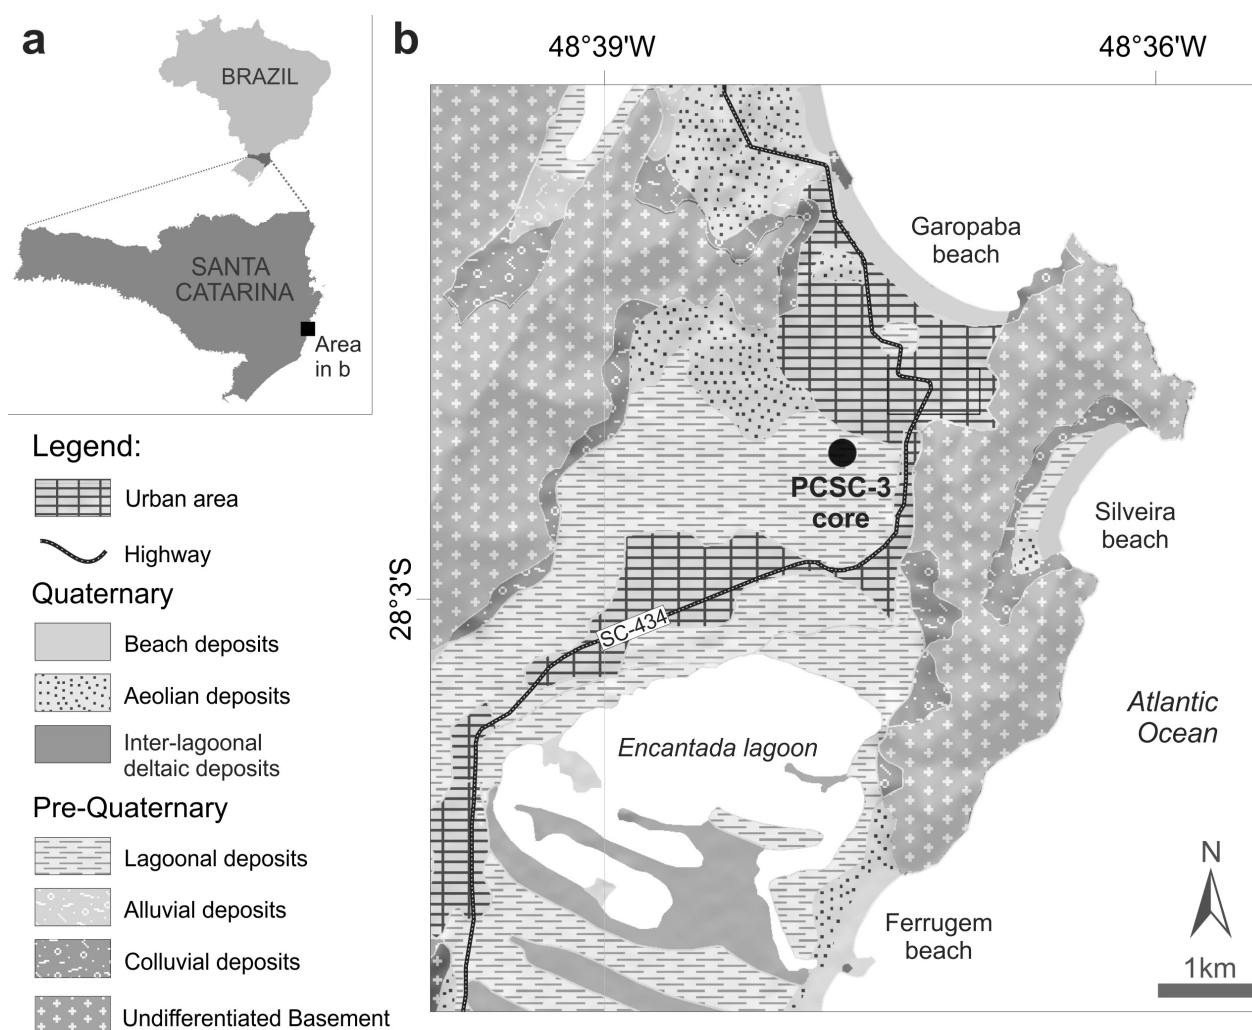 a
BRAZIL
SANTA
CATARINA
Area
in b
b
48°39'W
48°36'W
28°3'S
Garopaba
beach
PCSC-3
core
Silveira
beach
SC-434
Encantada lagoon
Atlantic
Ocean
Ferrugem
beach
N
1km
Legend:
Urban area
Highway
Quaternary
Beach deposits
Aeolian deposits
Inter-lagoonal
deltaic deposits
Pre-Quaternary
Lagoonal deposits
Alluvial deposits
Colluvial deposits
Undifferentiated Basement